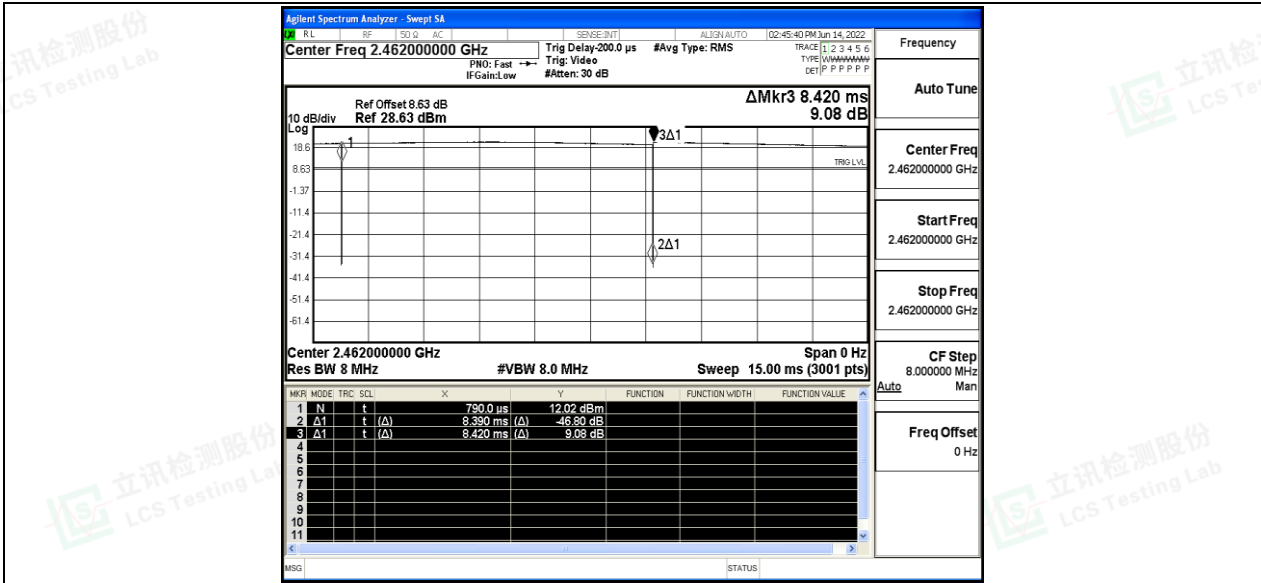 Agilent Spectrum Analyzer - Swept SA
RL RF 50 Ω AC SENSE:INT ALIGN AUTO 02:45:40 PM Jun 14, 2022
Center Freq 2.462000000 GHz
PNO: Fast
IFGain:Low
Trig Delay-200.0 µs
Trig: Video
#Atten: 30 dB
#Avg Type: RMS
TRACE 1 2 3 4 5 6
TYPE WWWWWW
DET P P P P P P
Ref Offset 8.63 dB
10 dB/div Ref 28.63 dBm
Log
ΔMkr3 8.420 ms
9.08 dB
1
3Δ1
2Δ1
TRIG LVL
18.6
8.63
-1.37
-11.4
-21.4
-31.4
-41.4
-51.4
-61.4
Center 2.462000000 GHz Span 0 Hz
Res BW 8 MHz #VBW 8.0 MHz Sweep 15.00 ms (3001 pts)
MKR MODE TRC SCL X Y FUNCTION FUNCTION WIDTH FUNCTION VALUE
1 N t 790.0 µs 12.02 dBm
2 Δ1 t (Δ) 8.390 ms (Δ) -46.80 dB
3 Δ1 t (Δ) 8.420 ms (Δ) 9.08 dB
4
5
6
7
8
9
10
11
MSG STATUS
Frequency
Auto Tune
Center Freq
2.462000000 GHz
Start Freq
2.462000000 GHz
Stop Freq
2.462000000 GHz
CF Step
8.000000 MHz
Auto Man
Freq Offset
0 Hz
立讯检测股份
LCS Testing Lab
立讯检
LCS Te
立讯检测股份
LCS Testing Lab
立讯检测股份
LCS Testing Lab